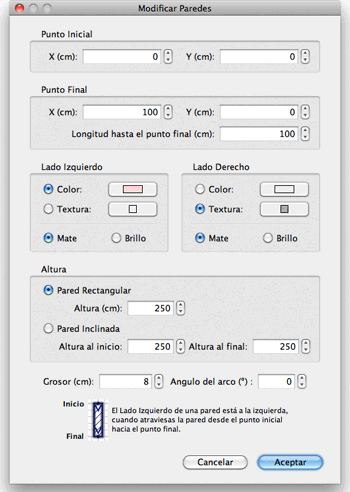 Modificar Paredes
Punto Inicial
X (cm): 0 Y (cm): 0
Punto Final
X (cm): 100 Y (cm): 0
Longitud hasta el punto final (cm): 100
Lado Izquierdo Lado Derecho
Color: Color:
Textura: Textura:
Mate Brillo Mate Brillo
Altura
Pared Rectangular
Altura (cm): 250
Pared Inclinada
Altura al inicio: 250 Altura al final: 250
Grosor (cm): 8 Angulo del arco (º) : 0
Inicio
El Lado Izquierdo de una pared está a la izquierda,
cuando atraviesas la pared desde el punto inicial
hacia el punto final.
Final
Cancelar Aceptar